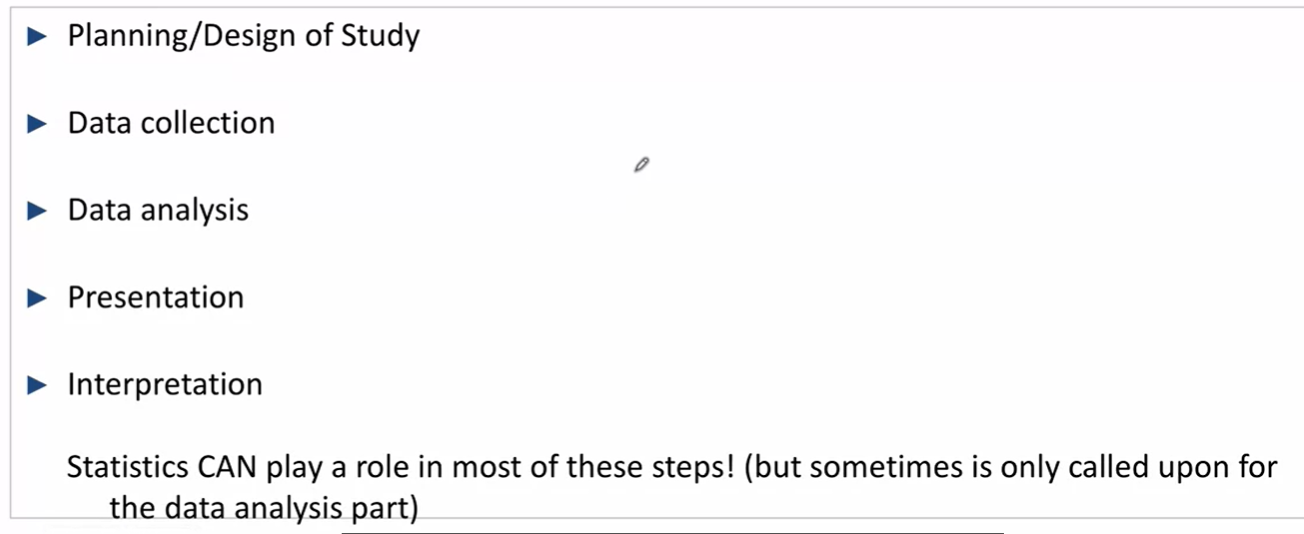 Planning/Design of Study
Data collection
Data analysis
Presentation
Interpretation
Statistics CAN play a role in most of these steps! (but sometimes is only called upon for
the data analysis part)